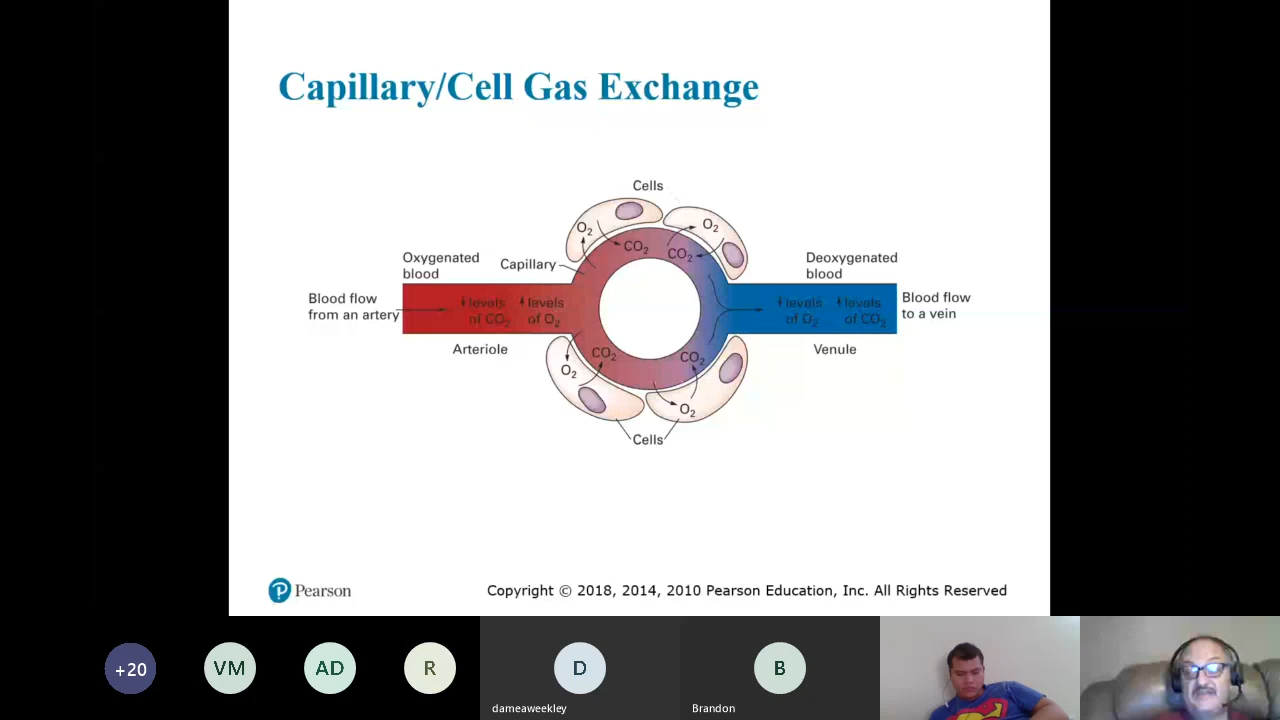 Capillary/Cell Gas Exchange
Cells
O₂
CO₂
O₂
CO₂
Oxygenated
blood
Capillary
Deoxygenated
blood
Blood flow
from an artery
levels
of CO₂
levels
of O₂
levels
of O₂
levels
of CO₂
Blood flow
to a vein
Arteriole
Venule
CO₂
O₂
CO₂
O₂
Cells
Pearson
Copyright © 2018, 2014, 2010 Pearson Education, Inc. All Rights Reserved
+20
VM
AD
R
D
B
dameaweekley
Brandon